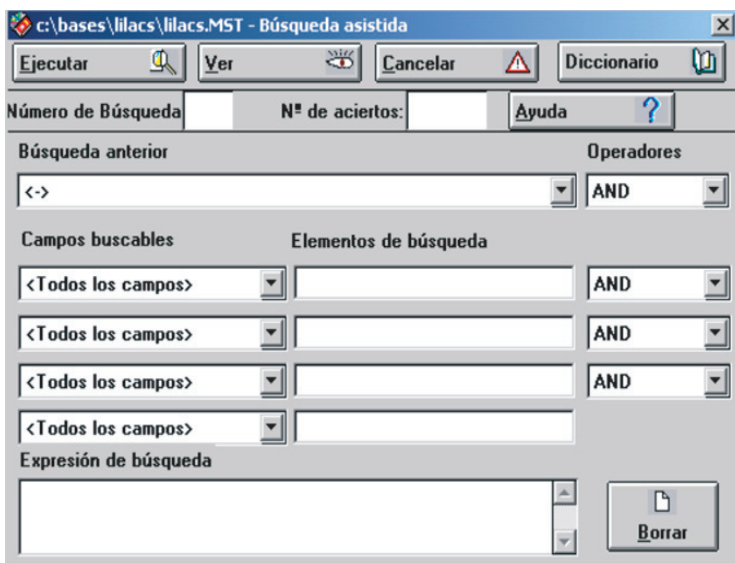 c:\bases\lilacs\lilacs.MST - Búsqueda asistida
Ejecutar Ver Cancelar Diccionario
Número de Búsqueda Nº de aciertos: Ayuda ?
Búsqueda anterior Operadores
<-> AND
Campos buscables Elementos de búsqueda
<Todos los campos> AND
<Todos los campos> AND
<Todos los campos> AND
<Todos los campos>
Expresión de búsqueda
Borrar